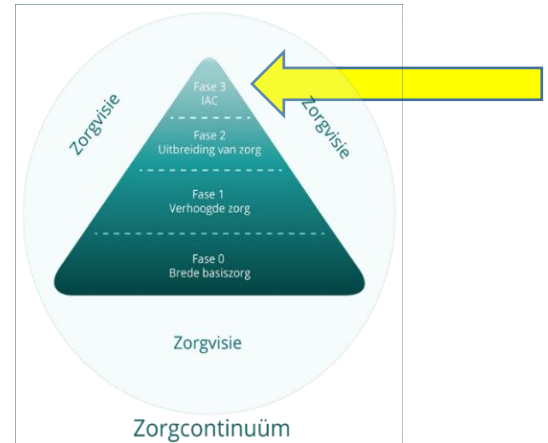 Fase 3
IAC
Zorgvisie
Zorgvisie
Fase 2
Uitbreiding van zorg
Fase 1
Verhoogde zorg
Fase 0
Brede basiszorg
Zorgvisie
Zorgcontinuüm